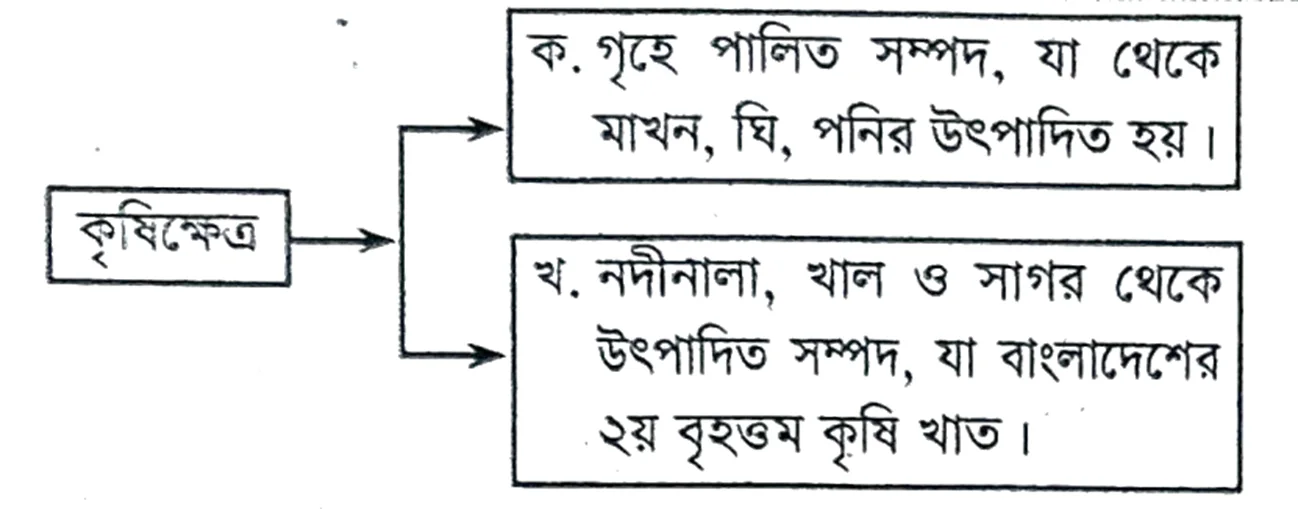 ক. গৃহে পালিত সম্পদ, যা থেকে
মাখন, ঘি, পনির উৎপাদিত হয়।
কৃষিক্ষেত্র
খ. নদীনালা, খাল ও সাগর থেকে
উৎপাদিত সম্পদ, যা বাংলাদেশের
২য় বৃহত্তম কৃষি খাত।